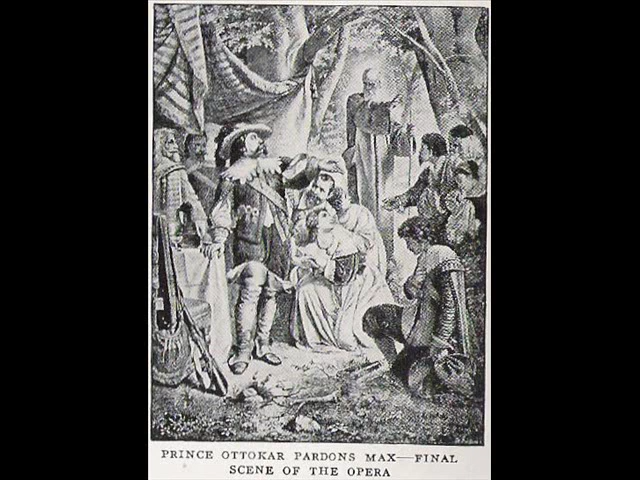 PRINCE OTTOKAR PARDONS MAX—FINAL
SCENE OF THE OPERA